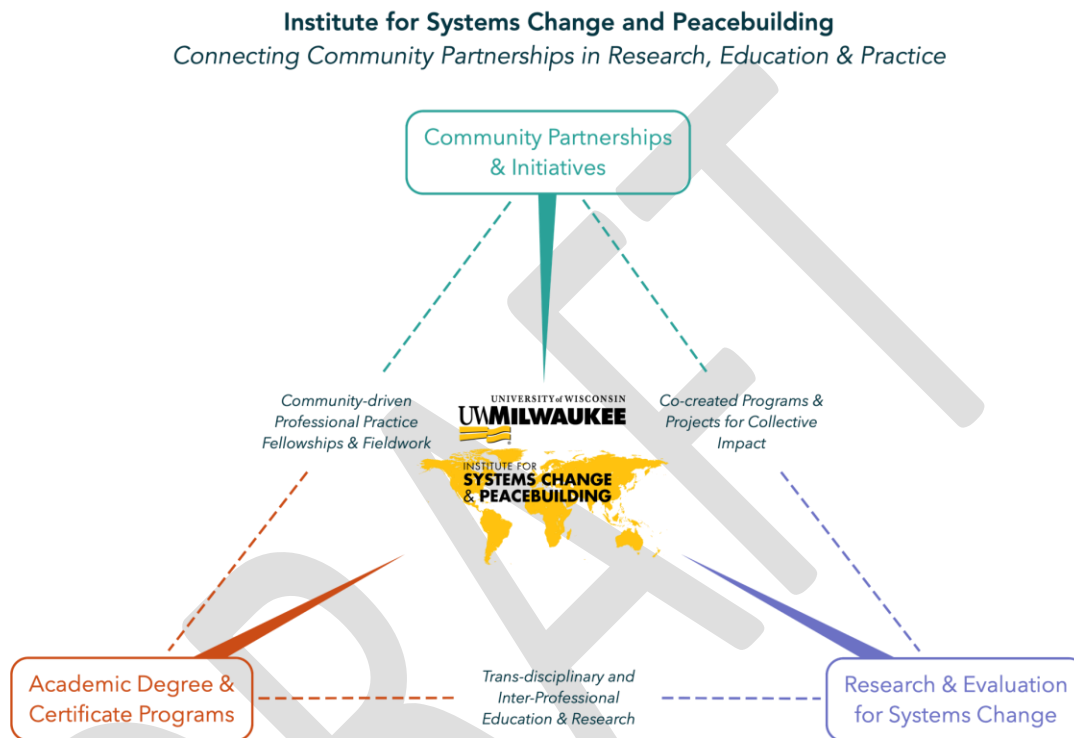 Institute for Systems Change and Peacebuilding
Connecting Community Partnerships in Research, Education & Practice
Community Partnerships
& Initiatives
Community-driven
Professional Practice
Fellowships & Fieldwork
UNIVERSITY of WISCONSIN
UWMILWAUKEE
INSTITUTE FOR
SYSTEMS CHANGE
& PEACEBUILDING
Co-created Programs &
Projects for Collective
Impact
Academic Degree &
Certificate Programs
Trans-disciplinary and
Inter-Professional
Education & Research
Research & Evaluation
for Systems Change
DRAFT